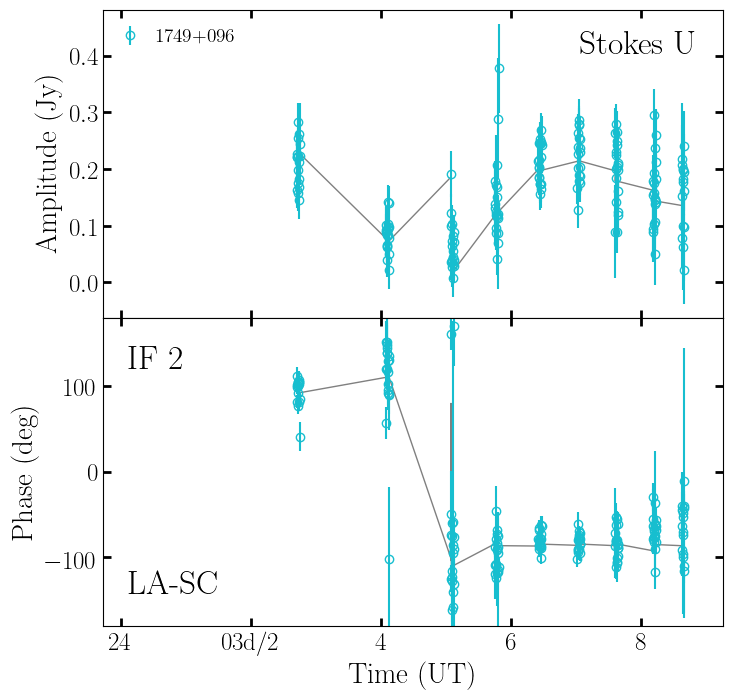 1749+096
Stokes U
Amplitude (Jy)
0.4
0.3
0.2
0.1
0.0
IF 2
LA-SC
Phase (deg)
100
0
−100
24 03d/2 4 6 8
Time (UT)